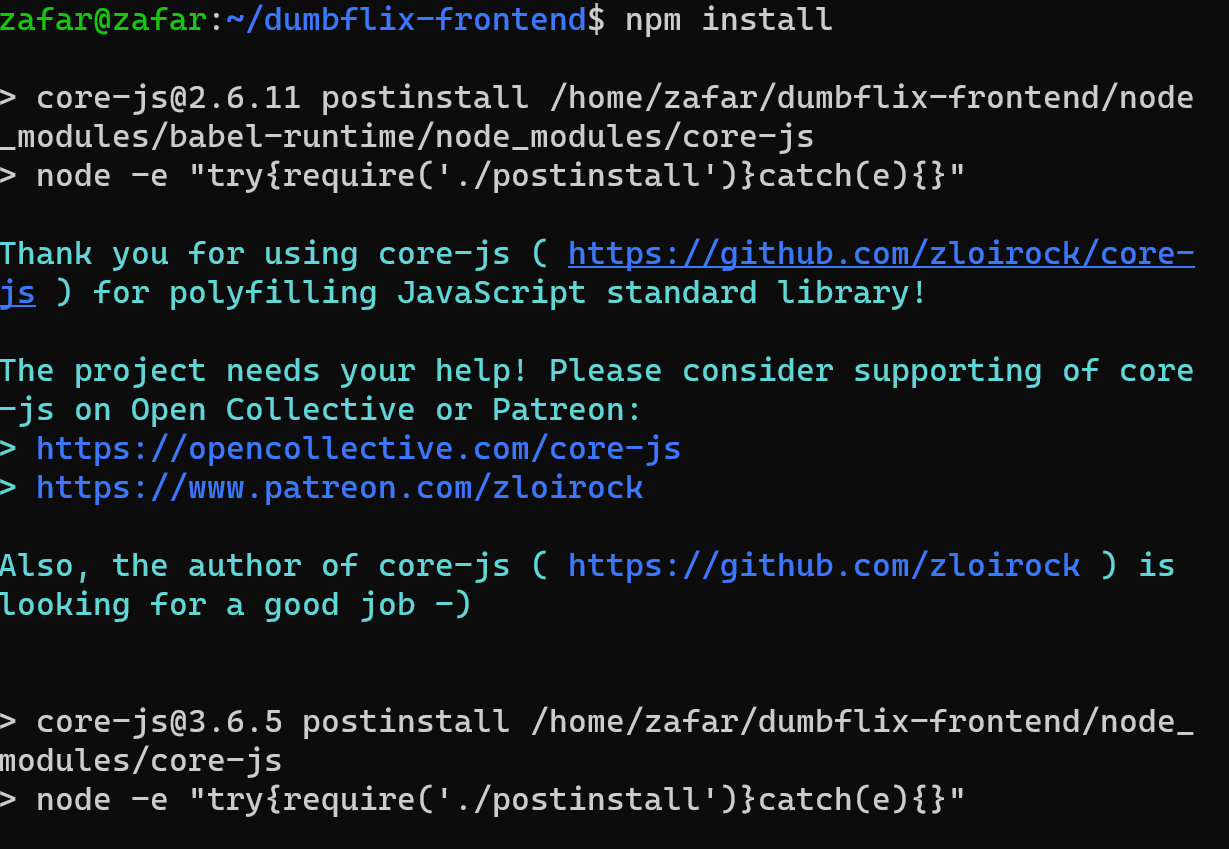 zafar@zafar:~/dumbflix-frontend$ npm install
> core-js@2.6.11 postinstall /home/zafar/dumbflix-frontend/node
_modules/babel-runtime/node_modules/core-js
> node -e "try{require('./postinstall')}catch(e){}"
Thank you for using core-js ( https://github.com/zloirock/core-
js ) for polyfilling JavaScript standard library!
The project needs your help! Please consider supporting of core
-js on Open Collective or Patreon:
> https://opencollective.com/core-js
> https://www.patreon.com/zloirock
Also, the author of core-js ( https://github.com/zloirock ) is
looking for a good job -)
> core-js@3.6.5 postinstall /home/zafar/dumbflix-frontend/node_
modules/core-js
> node -e "try{require('./postinstall')}catch(e){}"